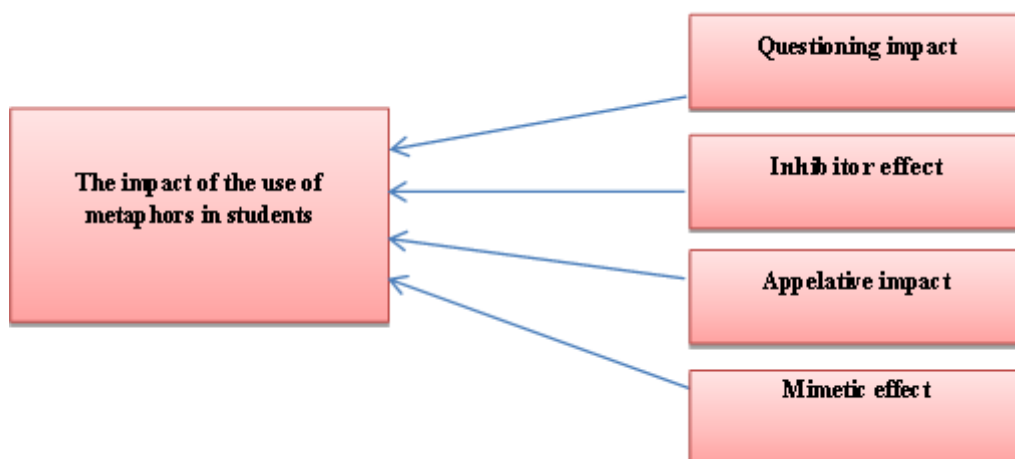 The impact of the use of
metaphors in students
Questioning impact
Inhibitor effect
Appelative impact
Mimetic effect